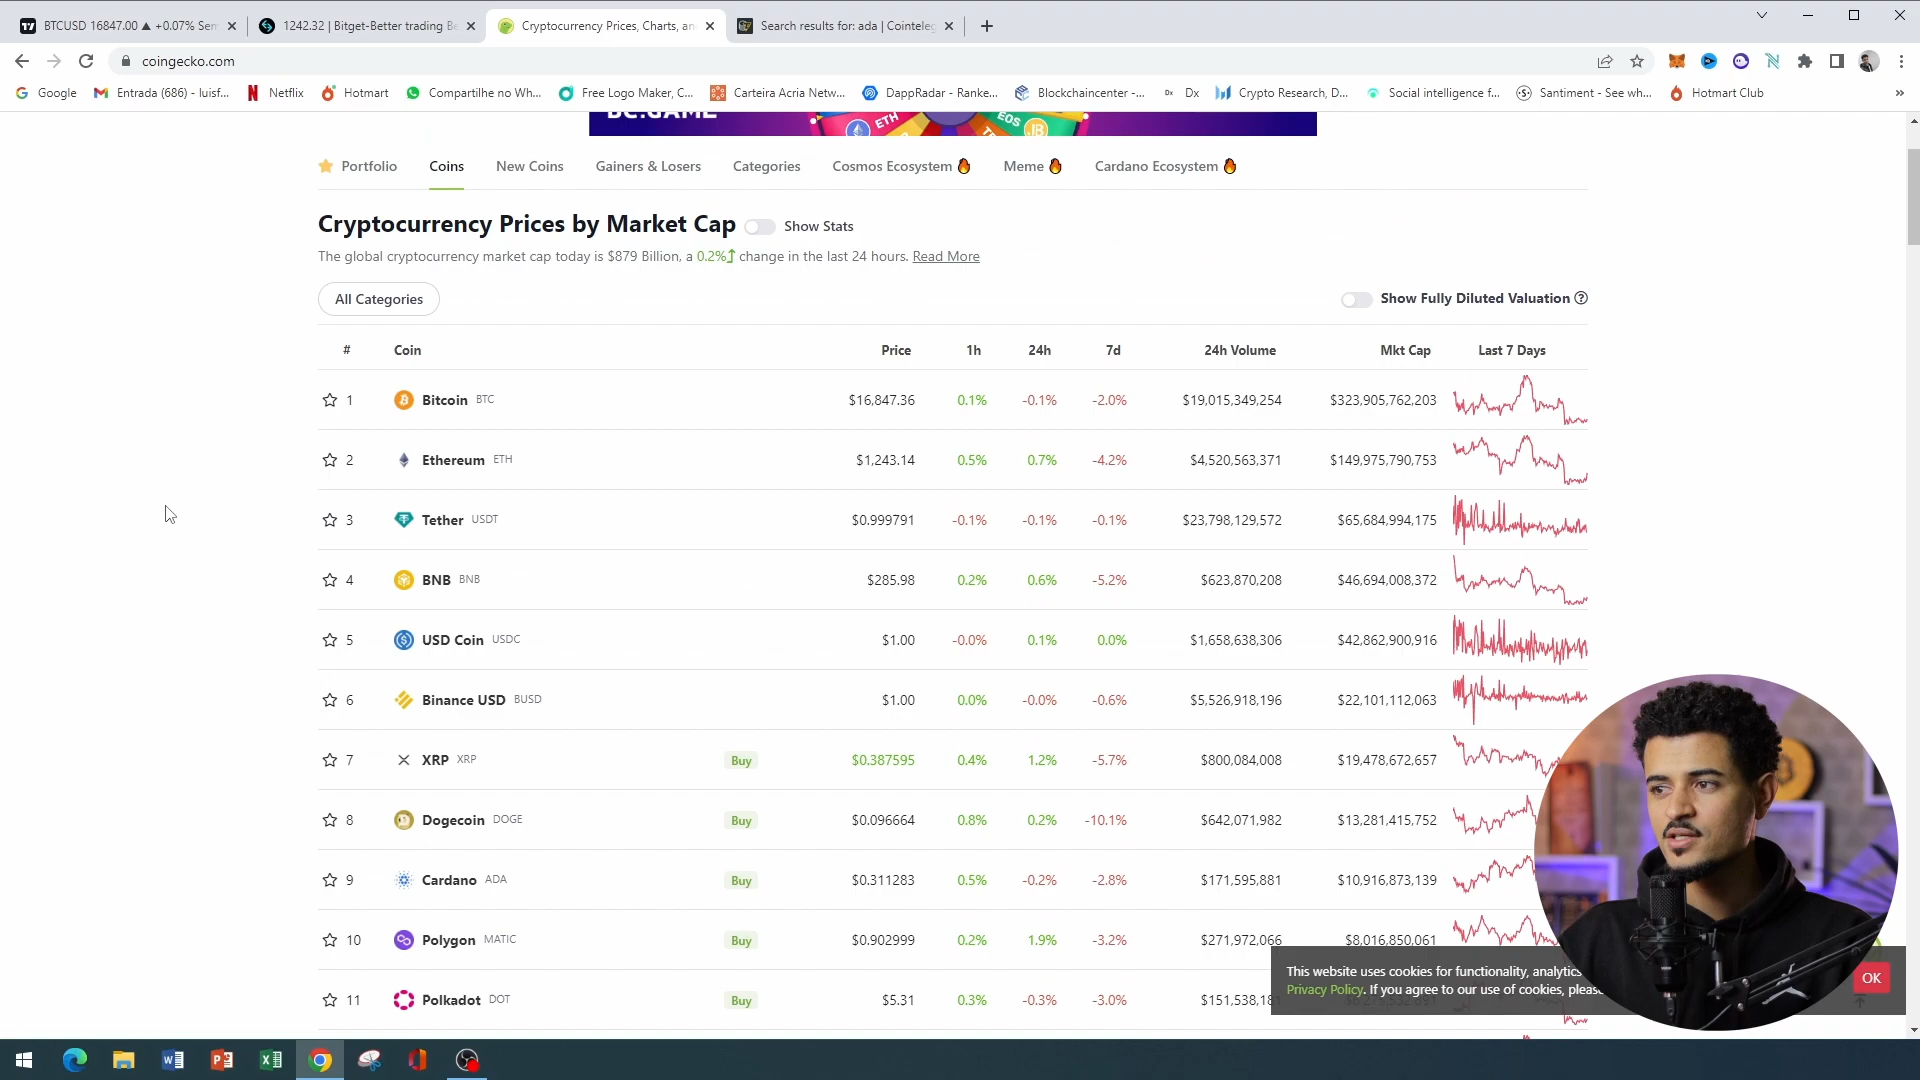 BTCUSD 16847.00 ▲ +0.07% Sem
1242.32 | Bitget-Better trading Be
Cryptocurrency Prices, Charts, an
Search results for: ada | Cointeleg
coingecko.com
Google
Entrada (686) - luisf...
Netflix
Hotmart
Compartilhe no Wh...
Free Logo Maker, C...
Carteira Acria Netw...
DappRadar - Ranke...
Blockchaincenter -...
Dx
Dx
Crypto Research, D...
Social intelligence f...
Santiment - See wh...
Hotmart Club
»
BC.GAME
ETH
EOS
Portfolio
Coins
New Coins
Gainers & Losers
Categories
Cosmos Ecosystem
Meme
Cardano Ecosystem
Cryptocurrency Prices by Market Cap
Show Stats
The global cryptocurrency market cap today is $879 Billion, a 0.2% change in the last 24 hours. Read More
All Categories
Show Fully Diluted Valuation
# Coin Price 1h 24h 7d 24h Volume Mkt Cap Last 7 Days
1 Bitcoin BTC $16,847.36 0.1% -0.1% -2.0% $19,015,349,254 $323,905,762,203
2 Ethereum ETH $1,243.14 0.5% 0.7% -4.2% $4,520,563,371 $149,975,790,753
3 Tether USDT $0.999791 -0.1% -0.1% -0.1% $23,798,129,572 $65,684,994,175
4 BNB BNB $285.98 0.2% 0.6% -5.2% $623,870,208 $46,694,008,372
5 USD Coin USDC $1.00 -0.0% 0.1% 0.0% $1,658,638,306 $42,862,900,916
6 Binance USD BUSD $1.00 0.0% -0.0% -0.6% $5,526,918,196 $22,101,112,063
7 XRP XRP Buy $0.387595 0.4% 1.2% -5.7% $800,084,008 $19,478,672,657
8 Dogecoin DOGE Buy $0.096664 0.8% 0.2% -10.1% $642,071,982 $13,281,415,752
9 Cardano ADA Buy $0.311283 0.5% -0.2% -2.8% $171,595,881 $10,916,873,139
10 Polygon MATIC Buy $0.902999 0.2% 1.9% -3.2% $271,972,066 $8,016,850,061
11 Polkadot DOT Buy $5.31 0.3% -0.3% -3.0% $151,538,181
This website uses cookies for functionality, analytics
Privacy Policy. If you agree to our use of cookies, please
OK